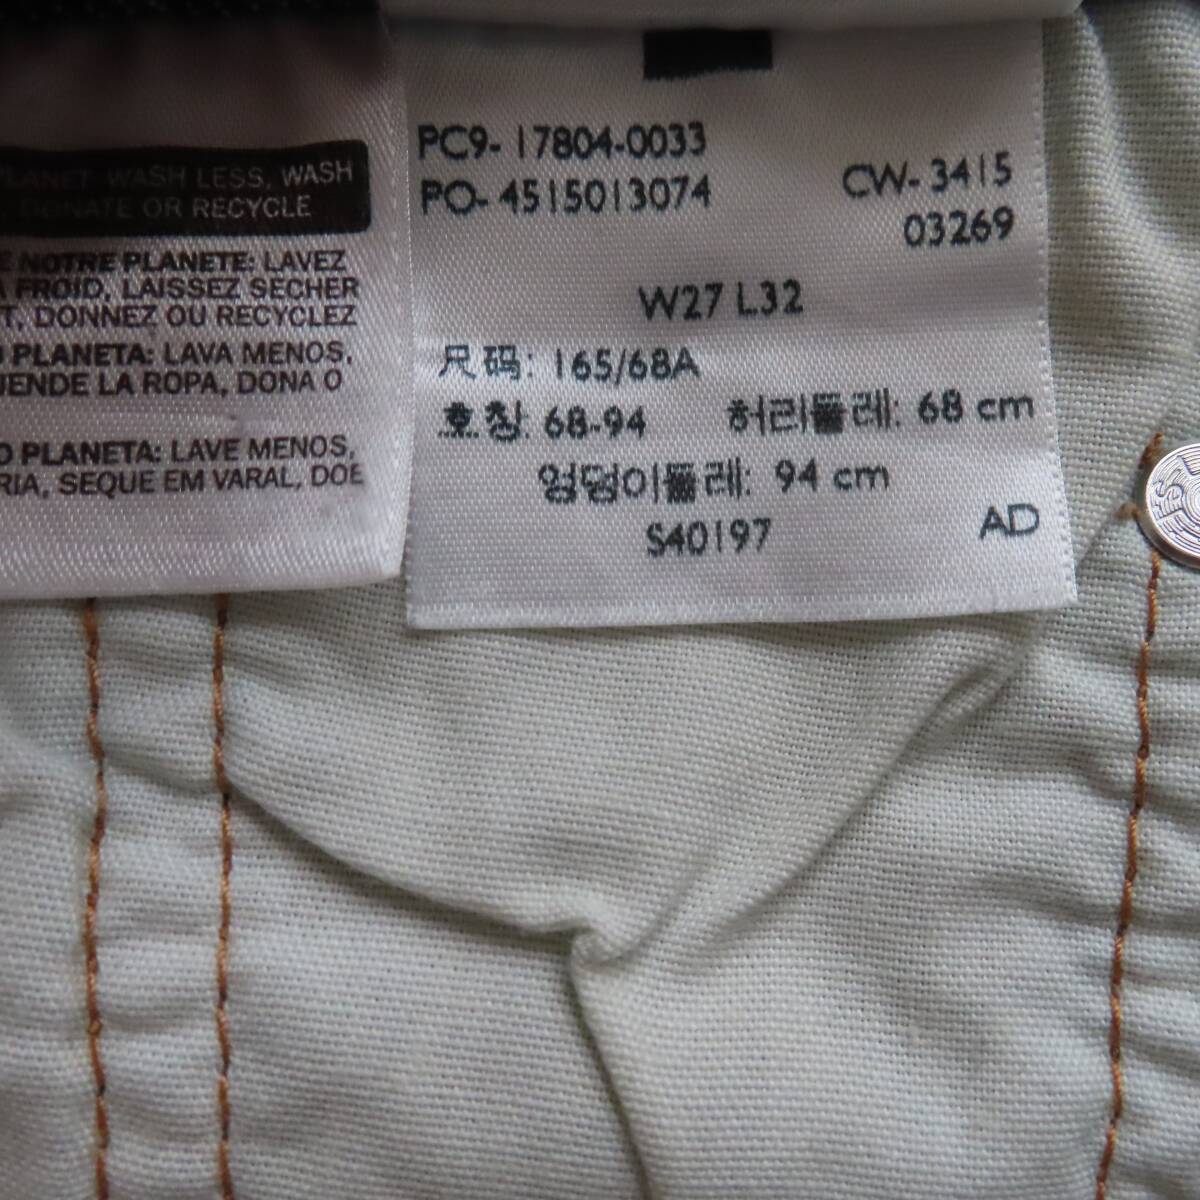 PLANET: WASH LESS, WASH
, DONATE OR RECYCLE
E NOTRE PLANETE: LAVEZ
À FROID, LAISSEZ SÉCHER
T, DONNEZ OU RECYCLEZ
PLANETA: LAVA MENOS,
IENDE LA ROPA, DONA O
O PLANETA: LAVE MENOS,
RIA, SEQUE EM VARAL, DOE
PC9- 17804-0033
PO- 4515013074
CW- 3415
03269
W27 L32
尺码: 165/68A
호칭: 68-94 허리둘레: 68 cm
엉덩이둘레: 94 cm
S40197
AD